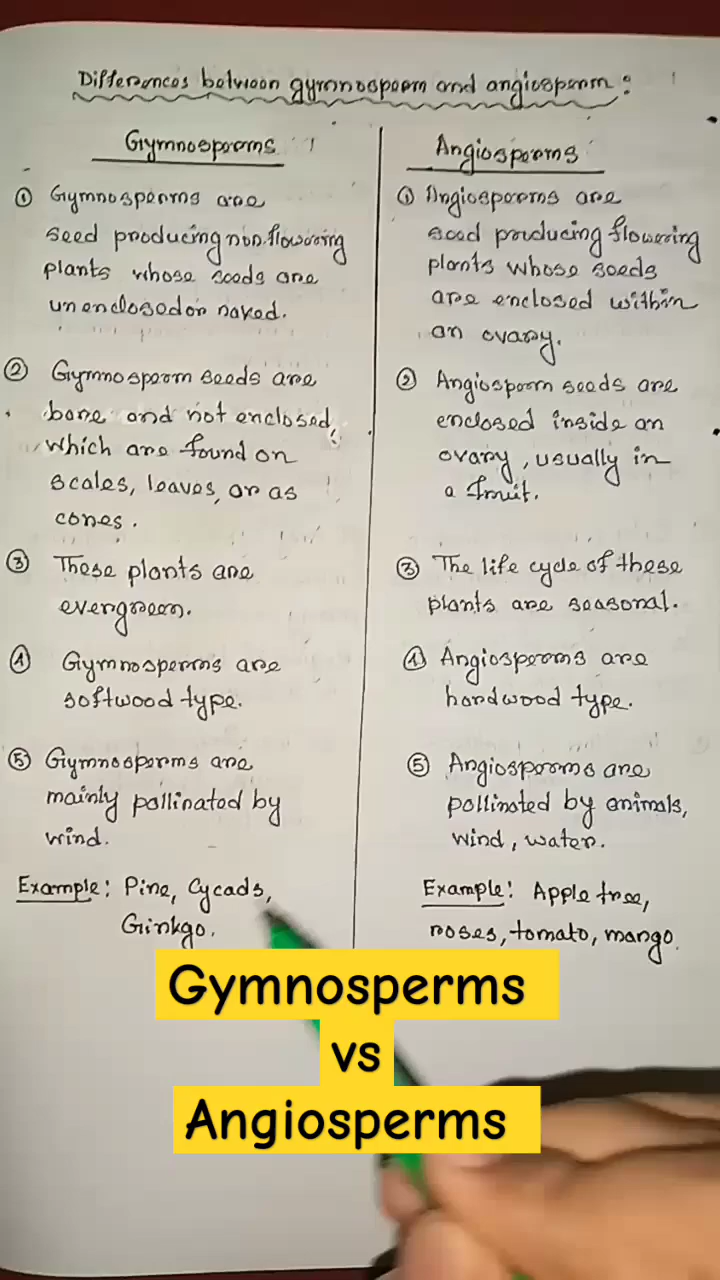 Differences between gymnosperm and angiosperm:
Gymnosperms
① Gymnosperms are
seed producing non flowering
plants whose seeds are
unenclosed or naked.
② Gymnosperm seeds are
bare and not enclosed,
which are found on
scales, leaves, or as
cones.
③ These plants are
evergreen.
④ Gymnosperms are
softwood type.
⑤ Gymnosperms are
mainly pollinated by
wind.
Example: Pine, Cycads,
Ginkgo.
Angiosperms
① Angiosperms are
seed producing flowering
plants whose seeds
are enclosed within
an ovary.
② Angiosperm seeds are
enclosed inside an
ovary, usually in
a fruit.
③ The life cycle of these
plants are seasonal.
④ Angiosperms are
hardwood type.
⑤ Angiosperms are
pollinated by animals,
wind, water.
Example: Apple tree,
roses, tomato, mango.
Gymnosperms
vs
Angiosperms